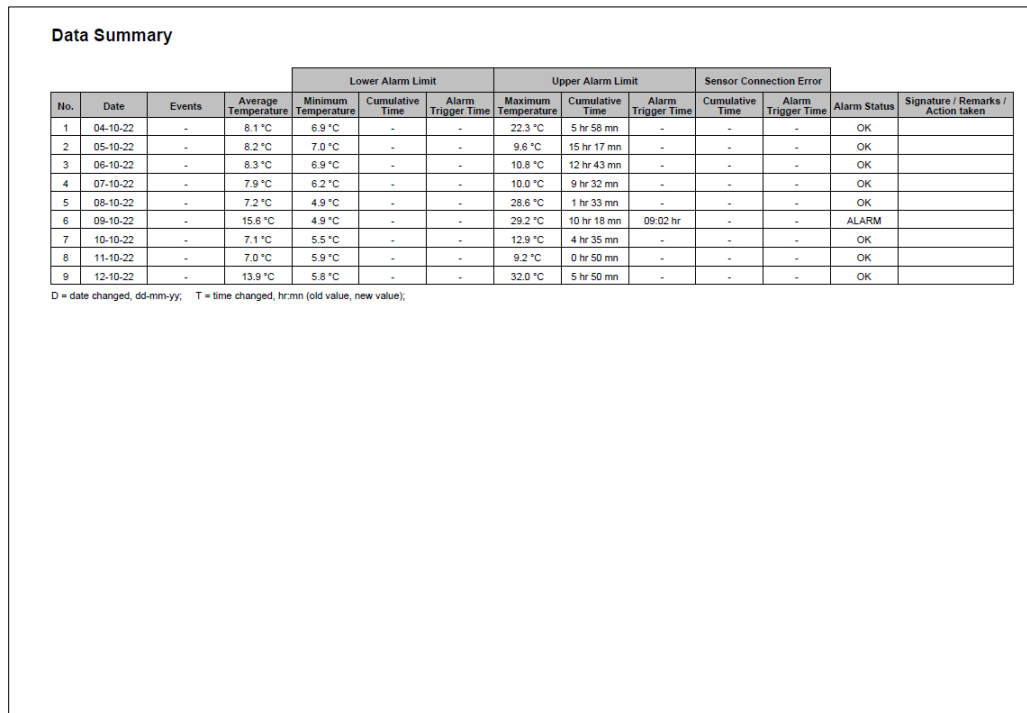 Data Summary
Lower Alarm Limit Upper Alarm Limit Sensor Connection Error
No. Date Events Average Temperature Minimum Temperature Cumulative Time Alarm Trigger Time Maximum Temperature Cumulative Time Alarm Trigger Time Cumulative Time Alarm Trigger Time Alarm Status Signature / Remarks / Action taken
1 04-10-22 - 8.1 °C 6.9 °C - - 22.3 °C 5 hr 58 mn - - - OK
2 05-10-22 - 8.2 °C 7.0 °C - - 9.6 °C 15 hr 17 mn - - - OK
3 06-10-22 - 8.3 °C 6.9 °C - - 10.8 °C 12 hr 43 mn - - - OK
4 07-10-22 - 7.9 °C 6.2 °C - - 10.0 °C 9 hr 32 mn - - - OK
5 08-10-22 - 7.2 °C 4.9 °C - - 28.6 °C 1 hr 33 mn - - - OK
6 09-10-22 - 15.6 °C 4.9 °C - - 29.2 °C 10 hr 18 mn 09:02 hr - - ALARM
7 10-10-22 - 7.1 °C 5.5 °C - - 12.9 °C 4 hr 35 mn - - - OK
8 11-10-22 - 7.0 °C 5.9 °C - - 9.2 °C 0 hr 50 mn - - - OK
9 12-10-22 - 13.9 °C 5.8 °C - - 32.0 °C 5 hr 50 mn - - - OK
D = date changed, dd-mm-yy; T = time changed, hr:mn (old value, new value);